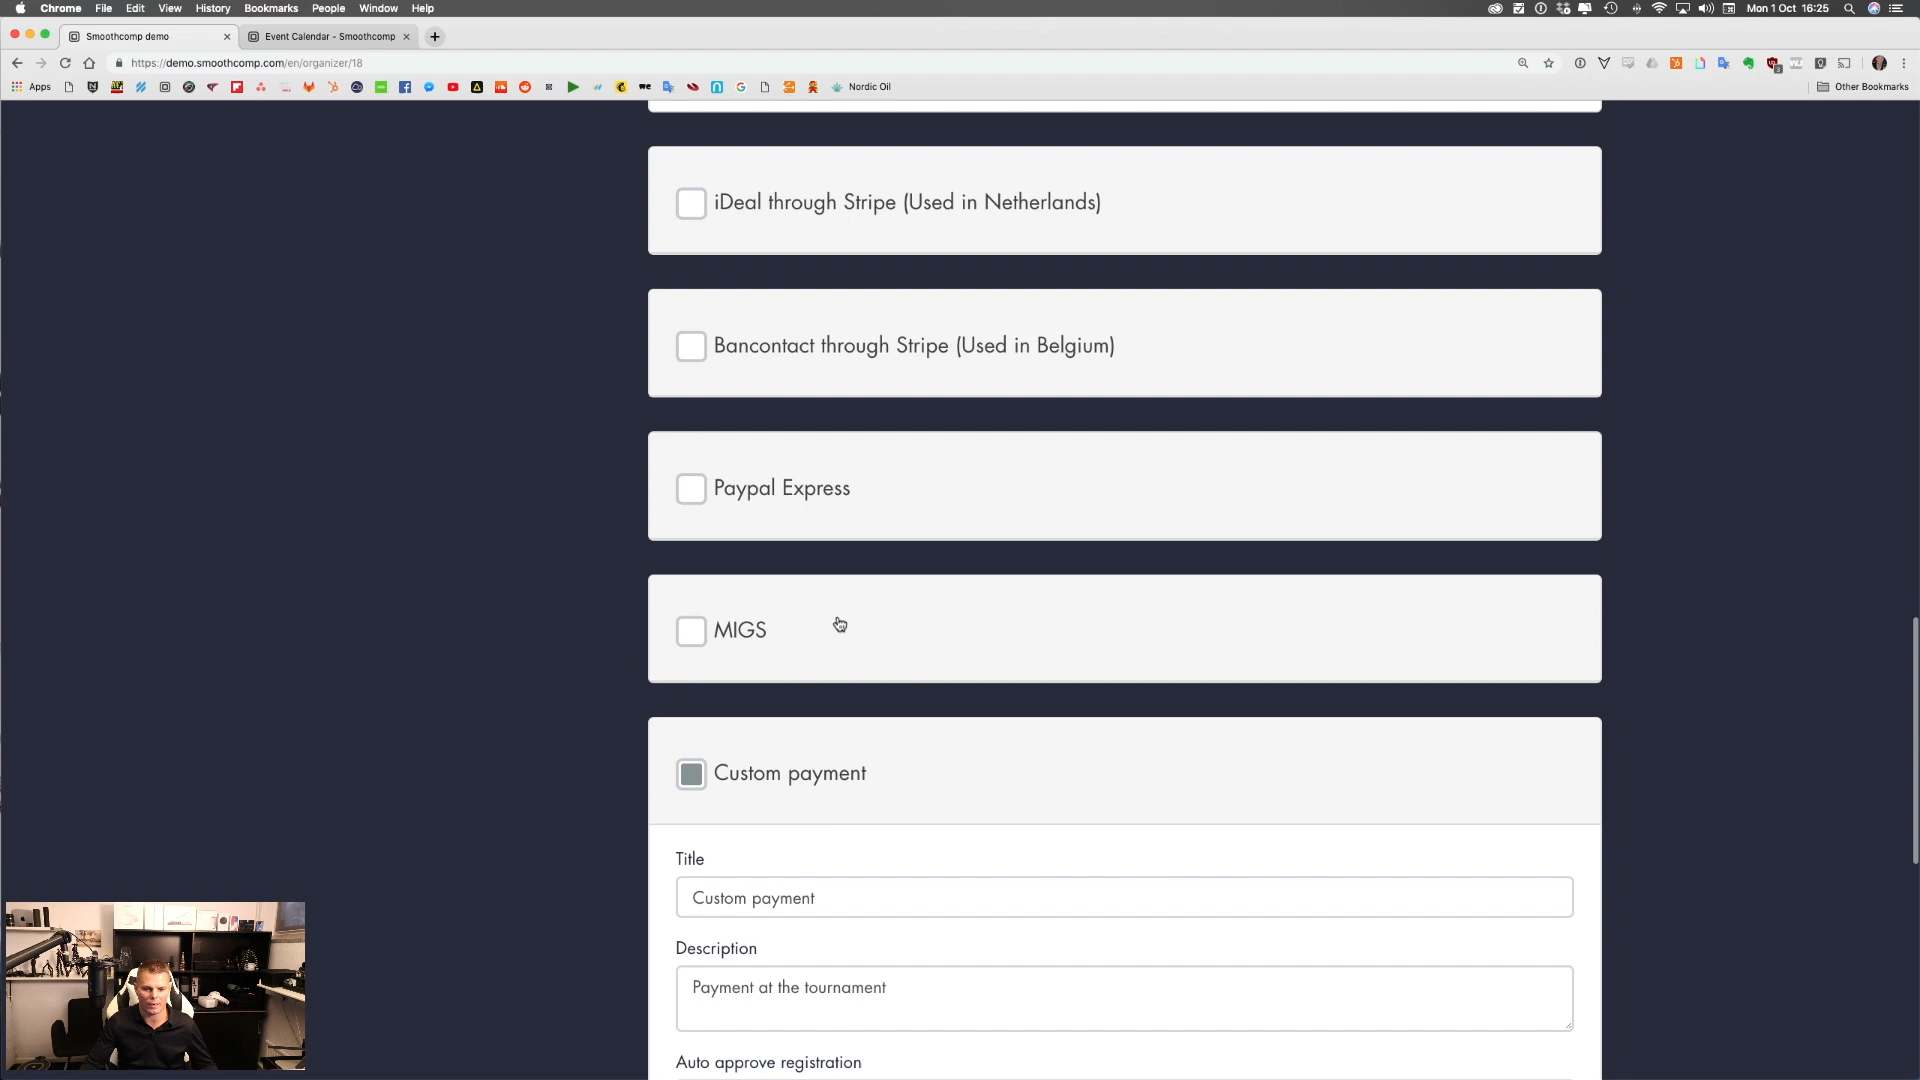 Chrome File Edit View History Bookmarks People Window Help
Mon 1 Oct 16:25
Smoothcomp demo
Event Calendar - Smoothcomp
https://demo.smoothcomp.com/en/organizer/18
Apps
Nordic Oil
Other Bookmarks
iDeal through Stripe (Used in Netherlands)
Bancontact through Stripe (Used in Belgium)
Paypal Express
MIGS
Custom payment
Title
Custom payment
Description
Payment at the tournament
Auto approve registration